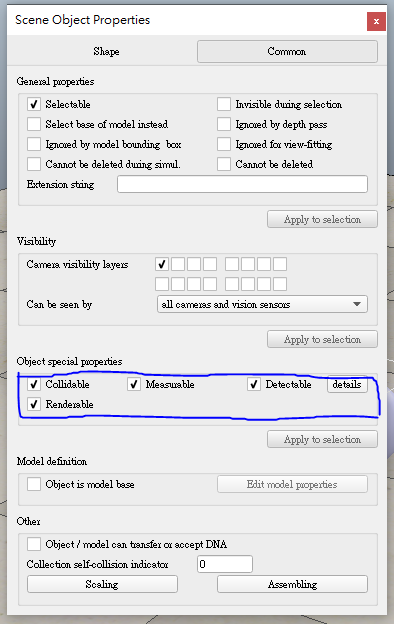 Scene Object Properties
x
Shape Common
General properties
Selectable Invisible during selection
Select base of model instead Ignored by depth pass
Ignored by model bounding box Ignored for view-fitting
Cannot be deleted during simul. Cannot be deleted
Extension string
Apply to selection
Visibility
Camera visibility layers
Can be seen by all cameras and vision sensors
Apply to selection
Object special properties
Collidable Measurable Detectable details
Renderable
Apply to selection
Model definition
Object is model base Edit model properties
Other
Object / model can transfer or accept DNA
Collection self-collision indicator 0
Scaling Assembling